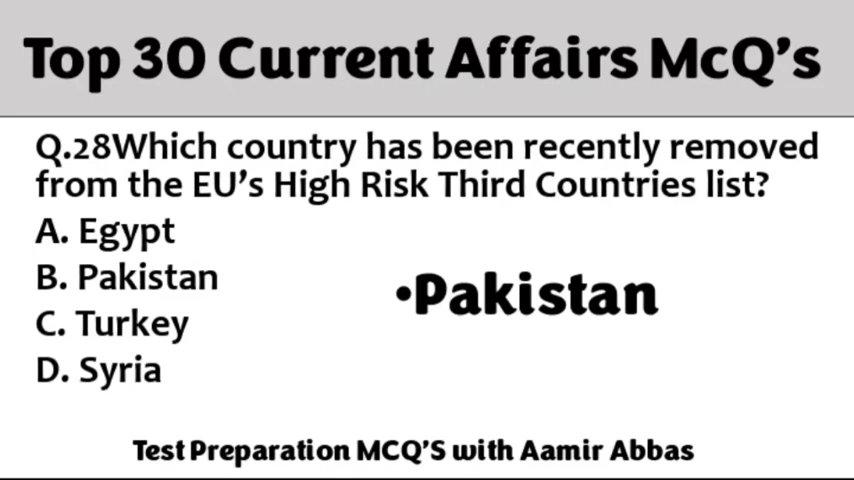 Top 30 Current Affairs McQ's
Q.28Which country has been recently removed
from the EU's High Risk Third Countries list?
A. Egypt
B. Pakistan
C. Turkey
D. Syria
•Pakistan
Test Preparation MCQ'S with Aamir Abbas